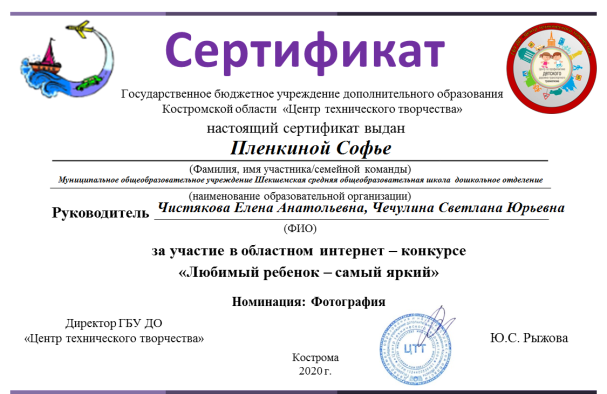 Сертификат
Государственное бюджетное учреждение дополнительного образования
Костромской области «Центр технического творчества»
настоящий сертификат выдан
Пленкиной Софье
(Фамилия, имя участника/семейной команды)
Муниципальное общеобразовательное учреждение Шекшемская средняя общеобразовательная школа дошкольное отделение
(наименование образовательной организации)
Руководитель Чистякова Елена Анатольевна, Чечулина Светлана Юрьевна
(ФИО)
за участие в областном интернет – конкурсе
«Любимый ребенок – самый яркий»
Номинация: Фотография
Директор ГБУ ДО
«Центр технического творчества»
ЦТТ
Ю.С. Рыжова
Кострома
2020 г.